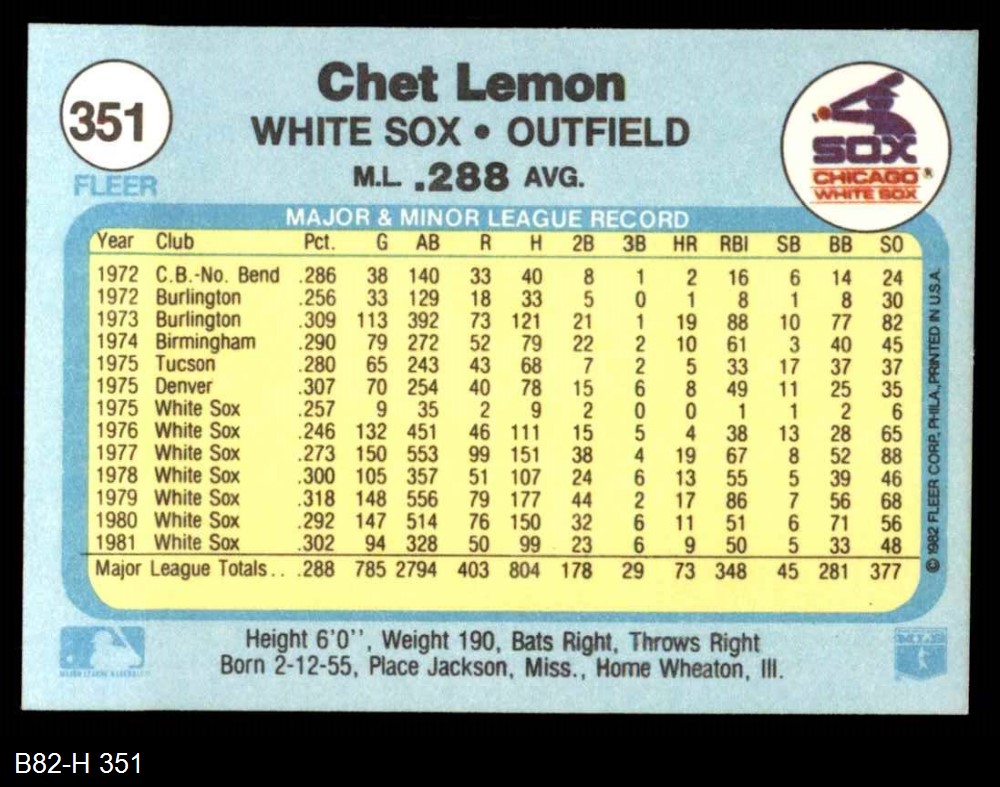 Chet Lemon
351
WHITE SOX • OUTFIELD
FLEER
M.L .288 AVG.
SOX
CHICAGO ®
WHITE SOX
MAJOR & MINOR LEAGUE RECORD
Year Club Pct. G AB R H 2B 3B HR RBI SB BB SO
1972 C.B.-No. Bend .286 38 140 33 40 8 1 2 16 6 14 24
1972 Burlington .256 33 129 18 33 5 0 1 8 1 8 30
1973 Burlington .309 113 392 73 121 21 1 19 88 10 77 82
1974 Birmingham .290 79 272 52 79 22 2 10 61 3 40 45
1975 Tucson .280 65 243 43 68 7 2 5 33 17 37 37
1975 Denver .307 70 254 40 78 15 6 8 49 11 25 35
1975 White Sox .257 9 35 2 9 2 0 0 1 1 2 6
1976 White Sox .246 132 451 46 111 15 5 4 38 13 28 65
1977 White Sox .273 150 553 99 151 38 4 19 67 8 52 88
1978 White Sox .300 105 357 51 107 24 6 13 55 5 39 46
1979 White Sox .318 148 556 79 177 44 2 17 86 7 56 68
1980 White Sox .292 147 514 76 150 32 6 11 51 6 71 56
1981 White Sox .302 94 328 50 99 23 6 9 50 5 33 48
Major League Totals . . .288 785 2794 403 804 178 29 73 348 45 281 377
© 1982 FLEER CORP., PHILA., PRINTED IN U.S.A.
Height 6'0'', Weight 190, Bats Right, Throws Right
Born 2-12-55, Place Jackson, Miss., Home Wheaton, Ill.
MAJOR LEAGUE BASEBALL
B82-H 351